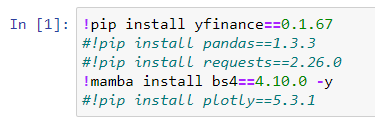 In [1]: !pip install yfinance==0.1.67
#!pip install pandas==1.3.3
#!pip install requests==2.26.0
!mamba install bs4==4.10.0 -y
#!pip install plotly==5.3.1